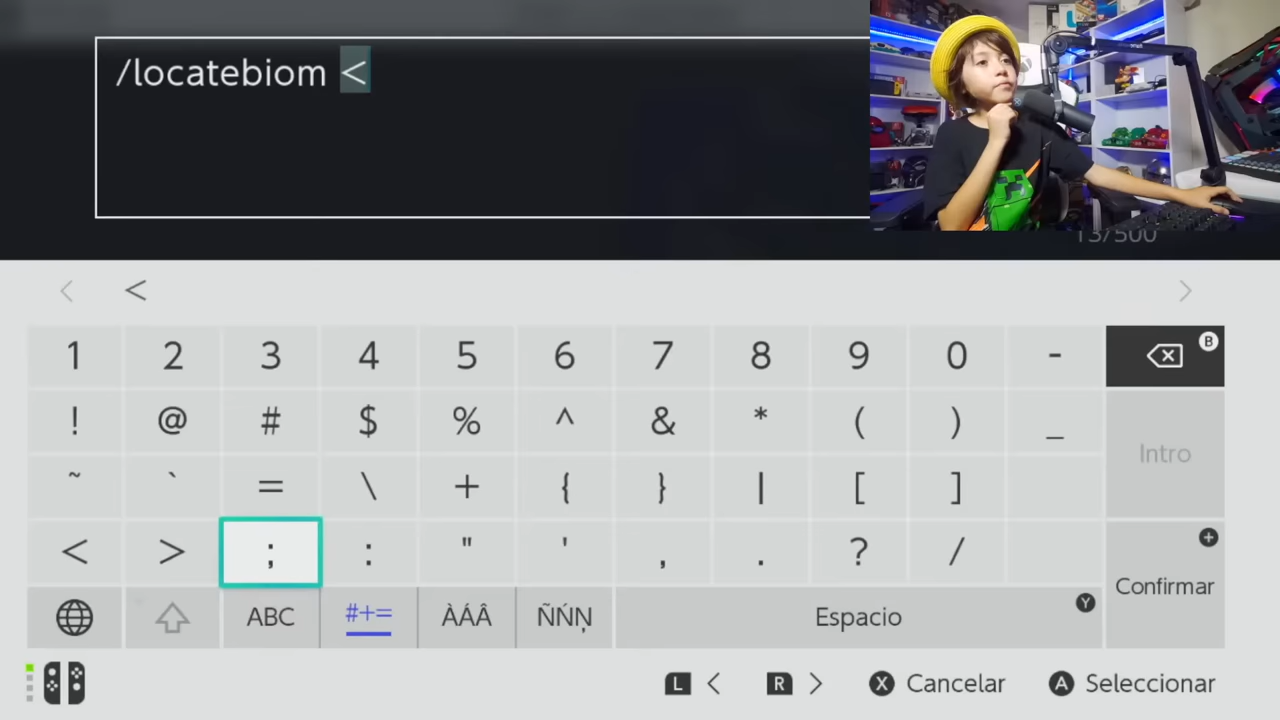 /locatebiom <
13/500
<
1 2 3 4 5 6 7 8 9 0 -
! @ # $ % ^ & * ( ) _
~ ` = \ + { } | [ ]
< > ; : " ' , . ? /
B
Intro
+
Confirmar
ABC #+= ÀÁÂ ÑŃŅ Espacio Y
L < R > X Cancelar A Seleccionar